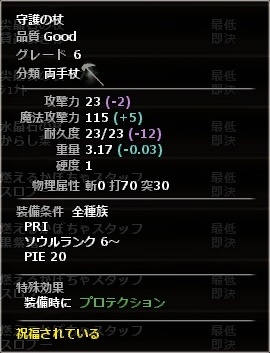 守護の杖
品質 Good
グレード 6
分類 両手杖
攻撃力 23 (-2)
魔法攻撃力 115 (+5)
耐久度 23/23 (-12)
重量 3.17 (-0.03)
硬度 1
物理属性 斬0 打70 突30
装備条件 全種族
PRI
ソウルランク 6～
PIE 20
特殊効果
装備時に プロテクション
祝福されている